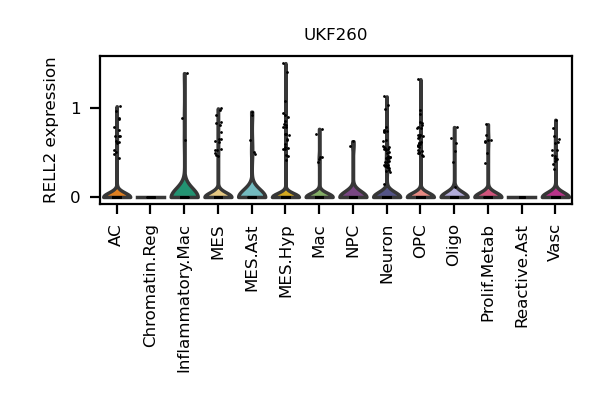 UKF260
RELL2 expression
1
0
AC
Chromatin.Reg
Inflammatory.Mac
MES
MES.Ast
MES.Hyp
Mac
NPC
Neuron
OPC
Oligo
Prolif.Metab
Reactive.Ast
Vasc